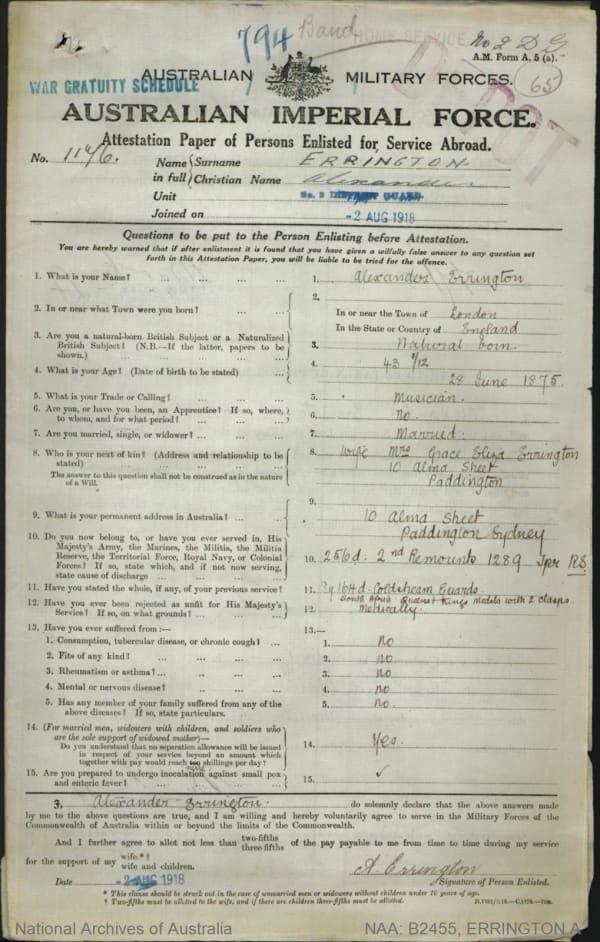 794 Band HOME SERVICE No 2 D G
A.M. Form A. 5 (a).
WAR GRATUITY SCHEDULE
AUSTRALIAN MILITARY FORCES. 65
DEPOT
AUSTRALIAN IMPERIAL FORCE.
Attestation Paper of Persons Enlisted for Service Abroad.
No. Name in full Surname ERRINGTON
Christian Name Alexander
Unit No. 2 DISTRICT GUARD
Joined on -2 AUG 1918
Questions to be put to the Person Enlisting before Attestation.
You are hereby warned that if after enlistment it is found that you have given a wilfully false answer to any question set
forth in this Attestation Paper, you will be liable to be tried for the offence.
1. What is your Name? ... ... ... 1. Alexander Errington
2. In or near what Town were you born? ... ... 2. In or near the Town of London
In the State or Country of England
3. Are you a natural-born British Subject or a Naturalized
British Subject? (N.B.—If the latter, papers to be
shown.) ... ... ... ... 3. Natural born.
4. What is your Age? (Date of birth to be stated) ... 4. 43 1/12
28 June 1875.
5. What is your Trade or Calling? ... ... ... 5. Musician.
6. Are you, or have you been, an Apprentice? If so, where,
to whom, and for what period? ... ... ... 6. no.
7. Are you married, single, or widower? ... ... ... 7. Married.
8. Who is your next of kin? (Address and relationship to be
stated) ... ... ... ... 8. Wife Mrs Grace Eliza Errington
10 Alma Street
Paddington
The answer to this question shall not be construed as in the nature
of a Will.
9. What is your permanent address in Australia? ... ... 9. 10 Alma Street
Paddington Sydney
10. Do you now belong to, or have you ever served in, His
Majesty's Army, the Marines, the Militia, the Militia
Reserve, the Territorial Force, Royal Navy, or Colonial
Forces? If so, state which, and if not now serving,
state cause of discharge ... ... ... 10. 256d: 2nd Remounts 1289 Tpr
11. Have you stated the whole, if any, of your previous service? 11. 164d: Coldstream Guards
South Africa Queens & Kings Medals with 2 clasps
12. Have you ever been rejected as unfit for His Majesty's
Service? If so, on what grounds? ... ... ... 12. Medically.
13. Have you ever suffered from:— 13.—
1. Consumption, tubercular disease, or chronic cough? ... 1. no
2. Fits of any kind? ... ... ... ... 2. no.
3. Rheumatism or asthma? ... ... ... ... 3. no
4. Mental or nervous disease? ... ... ... 4. no
5. Has any member of your family suffered from any of the
above diseases? If so, state particulars. 5. no.
14. (For married men, widowers with children, and soldiers who
are the sole support of widowed mother)—
Do you understand that no separation allowance will be issued
in respect of your service beyond an amount which
together with pay would reach ten shillings per day? ... 14. Yes.
nine
15. Are you prepared to undergo inoculation against small pox
and enteric fever? ... ... ... ... 15. ✓
I, Alexander Errington. do solemnly declare that the above answers made
by me to the above questions are true, and I am willing and hereby voluntarily agree to serve in the Military Forces of the
Commonwealth of Australia within or beyond the limits of the Commonwealth.
And I further agree to allot not less than two-fifths three-fifths of the pay payable to me from time to time during my service
for the support of my wife.*† wife and children.
A Errington
Date -2 AUG 1918 Signature of Person Enlisted.
* This clause should be struck out in the case of unmarried men or widowers without children under 16 years of age.
† Two-fifths must be allotted to the wife, and if there are children three-fifths must be allotted.
National Archives of Australia NAA: B2455, ERRINGTON A